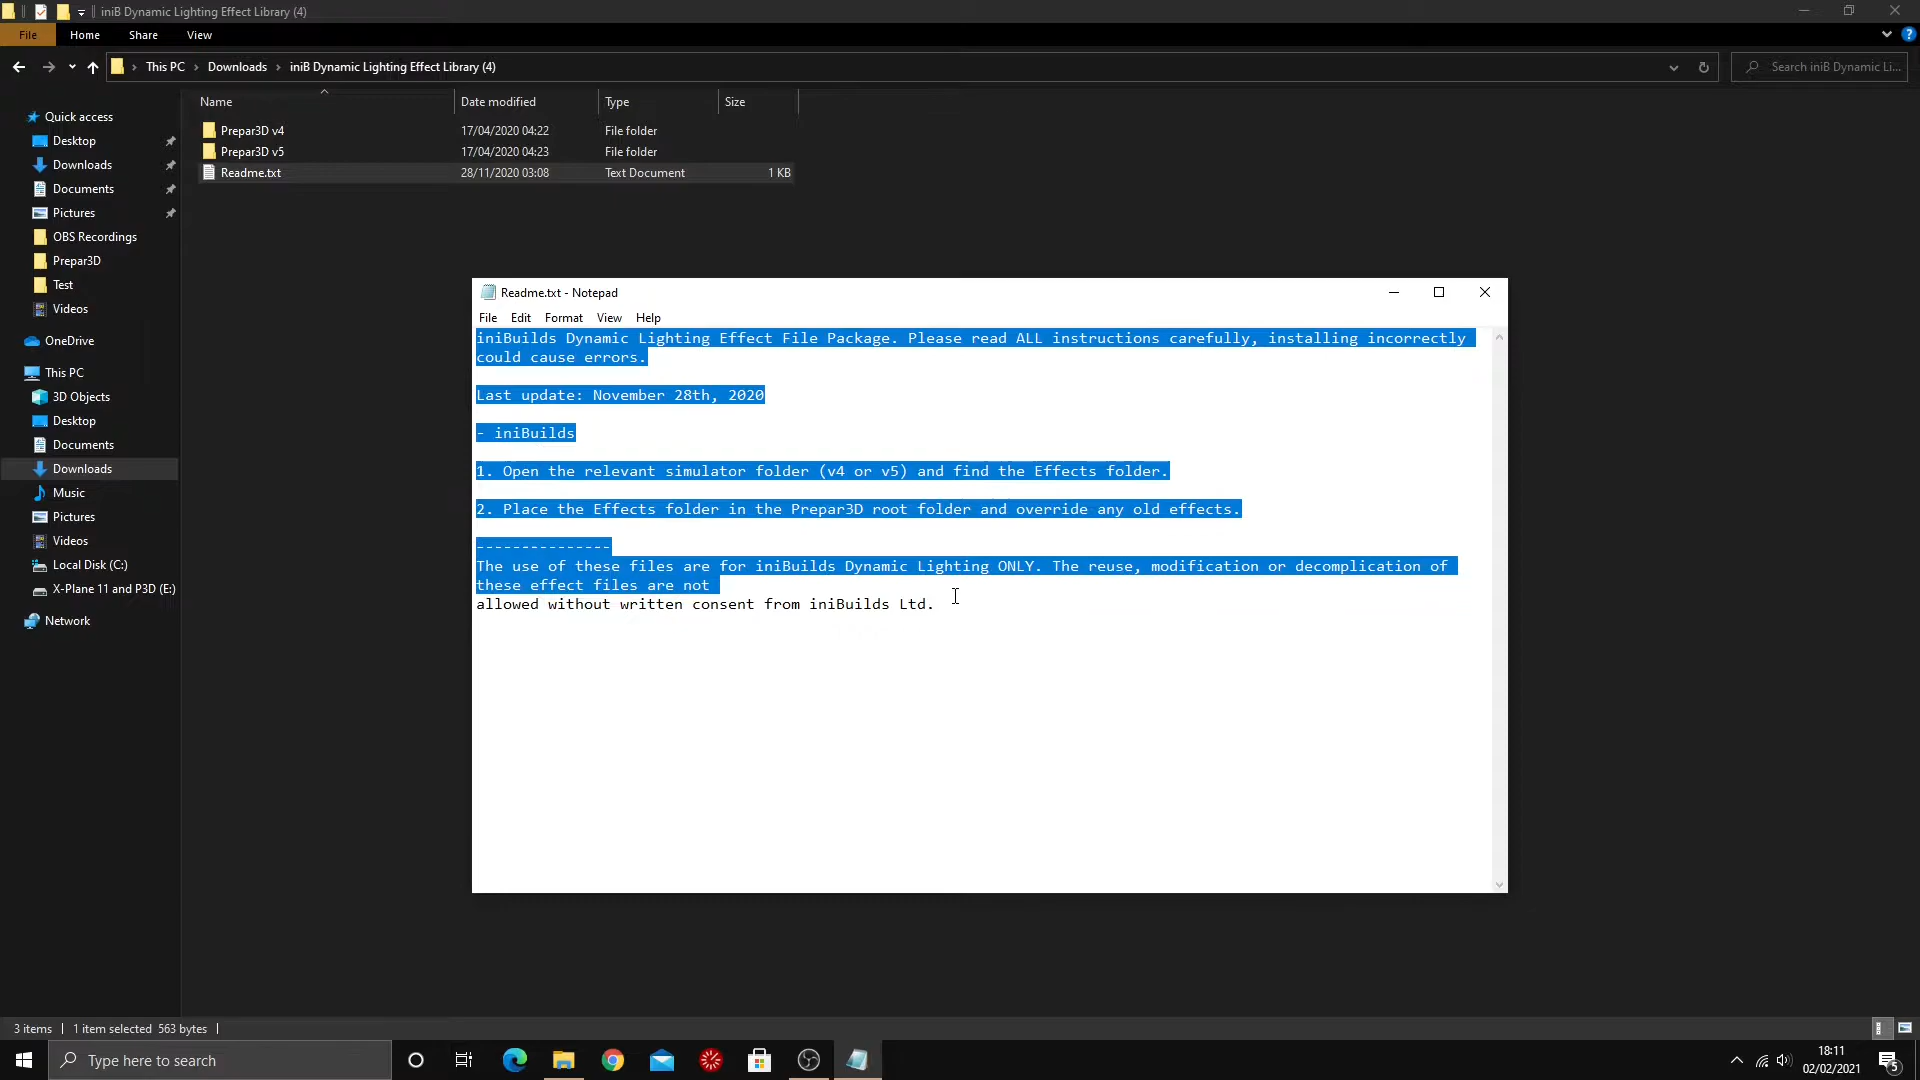 iniB Dynamic Lighting Effect Library (4)
File Home Share View
This PC Downloads iniB Dynamic Lighting Effect Library (4)
Search iniB Dynamic Li...
Name Date modified Type Size
Prepar3D v4 17/04/2020 04:22 File folder
Prepar3D v5 17/04/2020 04:23 File folder
Readme.txt 28/11/2020 03:08 Text Document 1 KB
Quick access
Desktop
Downloads
Documents
Pictures
OBS Recordings
Prepar3D
Test
Videos
OneDrive
This PC
3D Objects
Desktop
Documents
Downloads
Music
Pictures
Videos
Local Disk (C:)
X-Plane 11 and P3D (E:)
Network
Readme.txt - Notepad
File Edit Format View Help
iniBuilds Dynamic Lighting Effect File Package. Please read ALL instructions carefully, installing incorrectly
could cause errors.
Last update: November 28th, 2020
- iniBuilds
1. Open the relevant simulator folder (v4 or v5) and find the Effects folder.
2. Place the Effects folder in the Prepar3D root folder and override any old effects.
---------------
The use of these files are for iniBuilds Dynamic Lighting ONLY. The reuse, modification or decomplication of
these effect files are not
allowed without written consent from iniBuilds Ltd.
3 items 1 item selected 563 bytes
Type here to search
18:11
02/02/2021
5